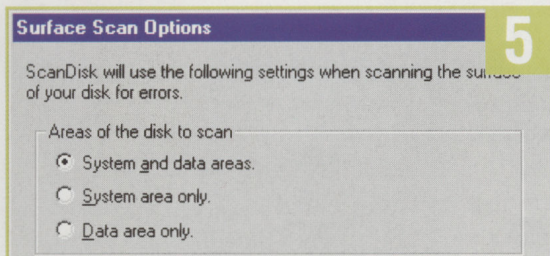 Surface Scan Options
5
ScanDisk will use the following settings when scanning the
of your disk for errors.
Areas of the disk to scan
System and data areas.
System area only.
Data area only.